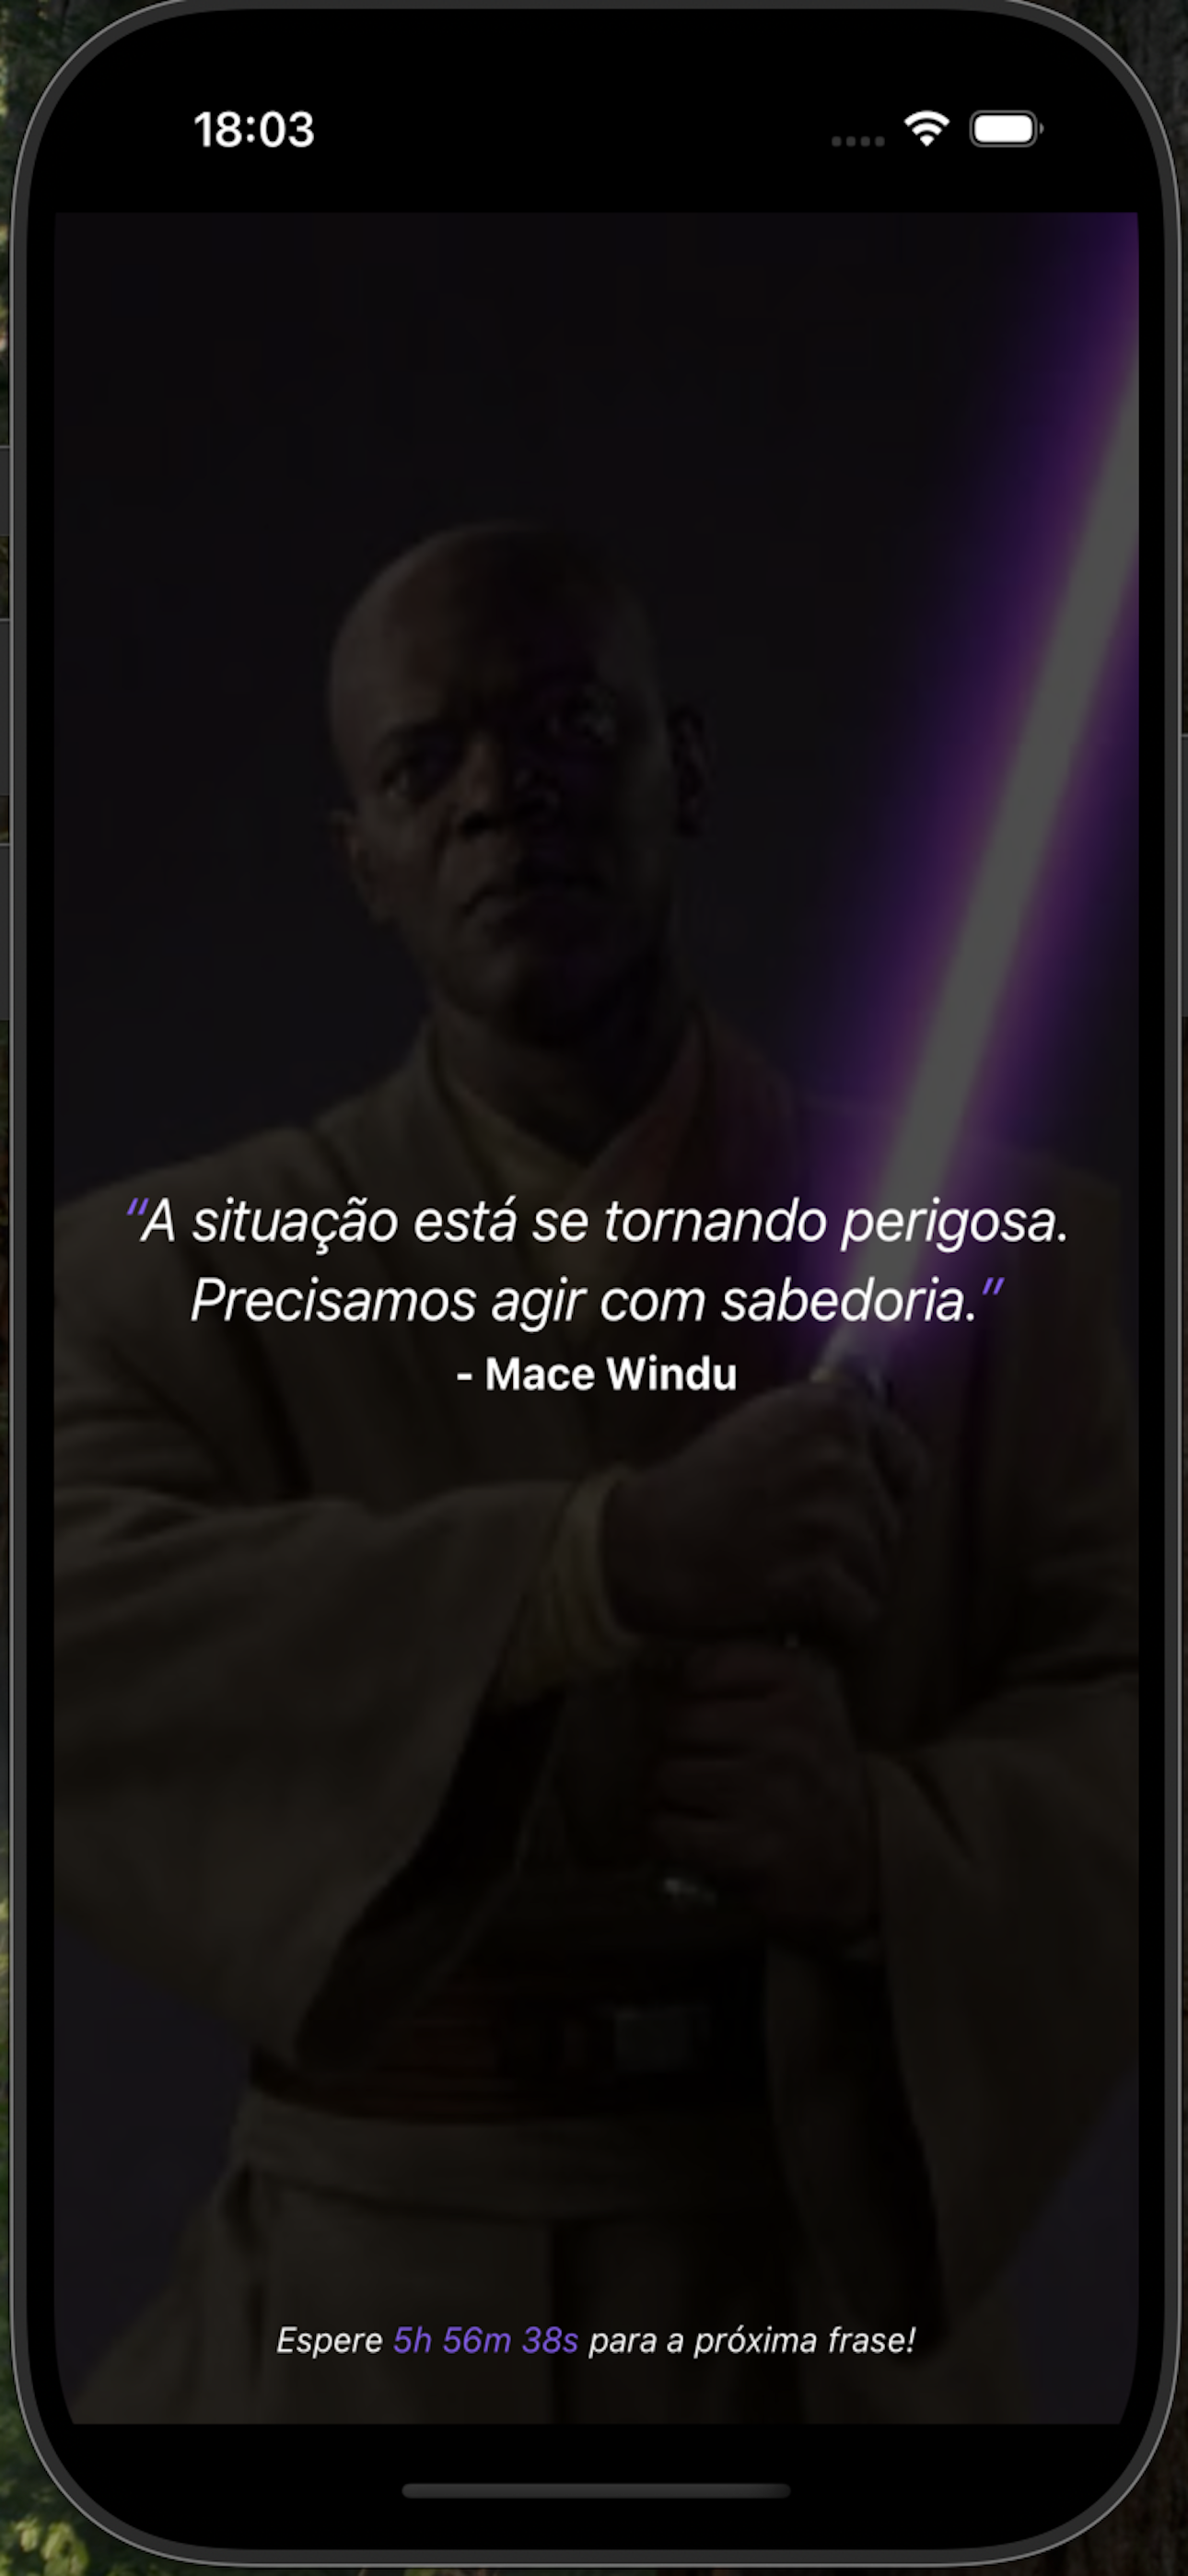 18:03
“A situação está se tornando perigosa.
Precisamos agir com sabedoria.”
- Mace Windu
Espere 5h 56m 38s para a próxima frase!